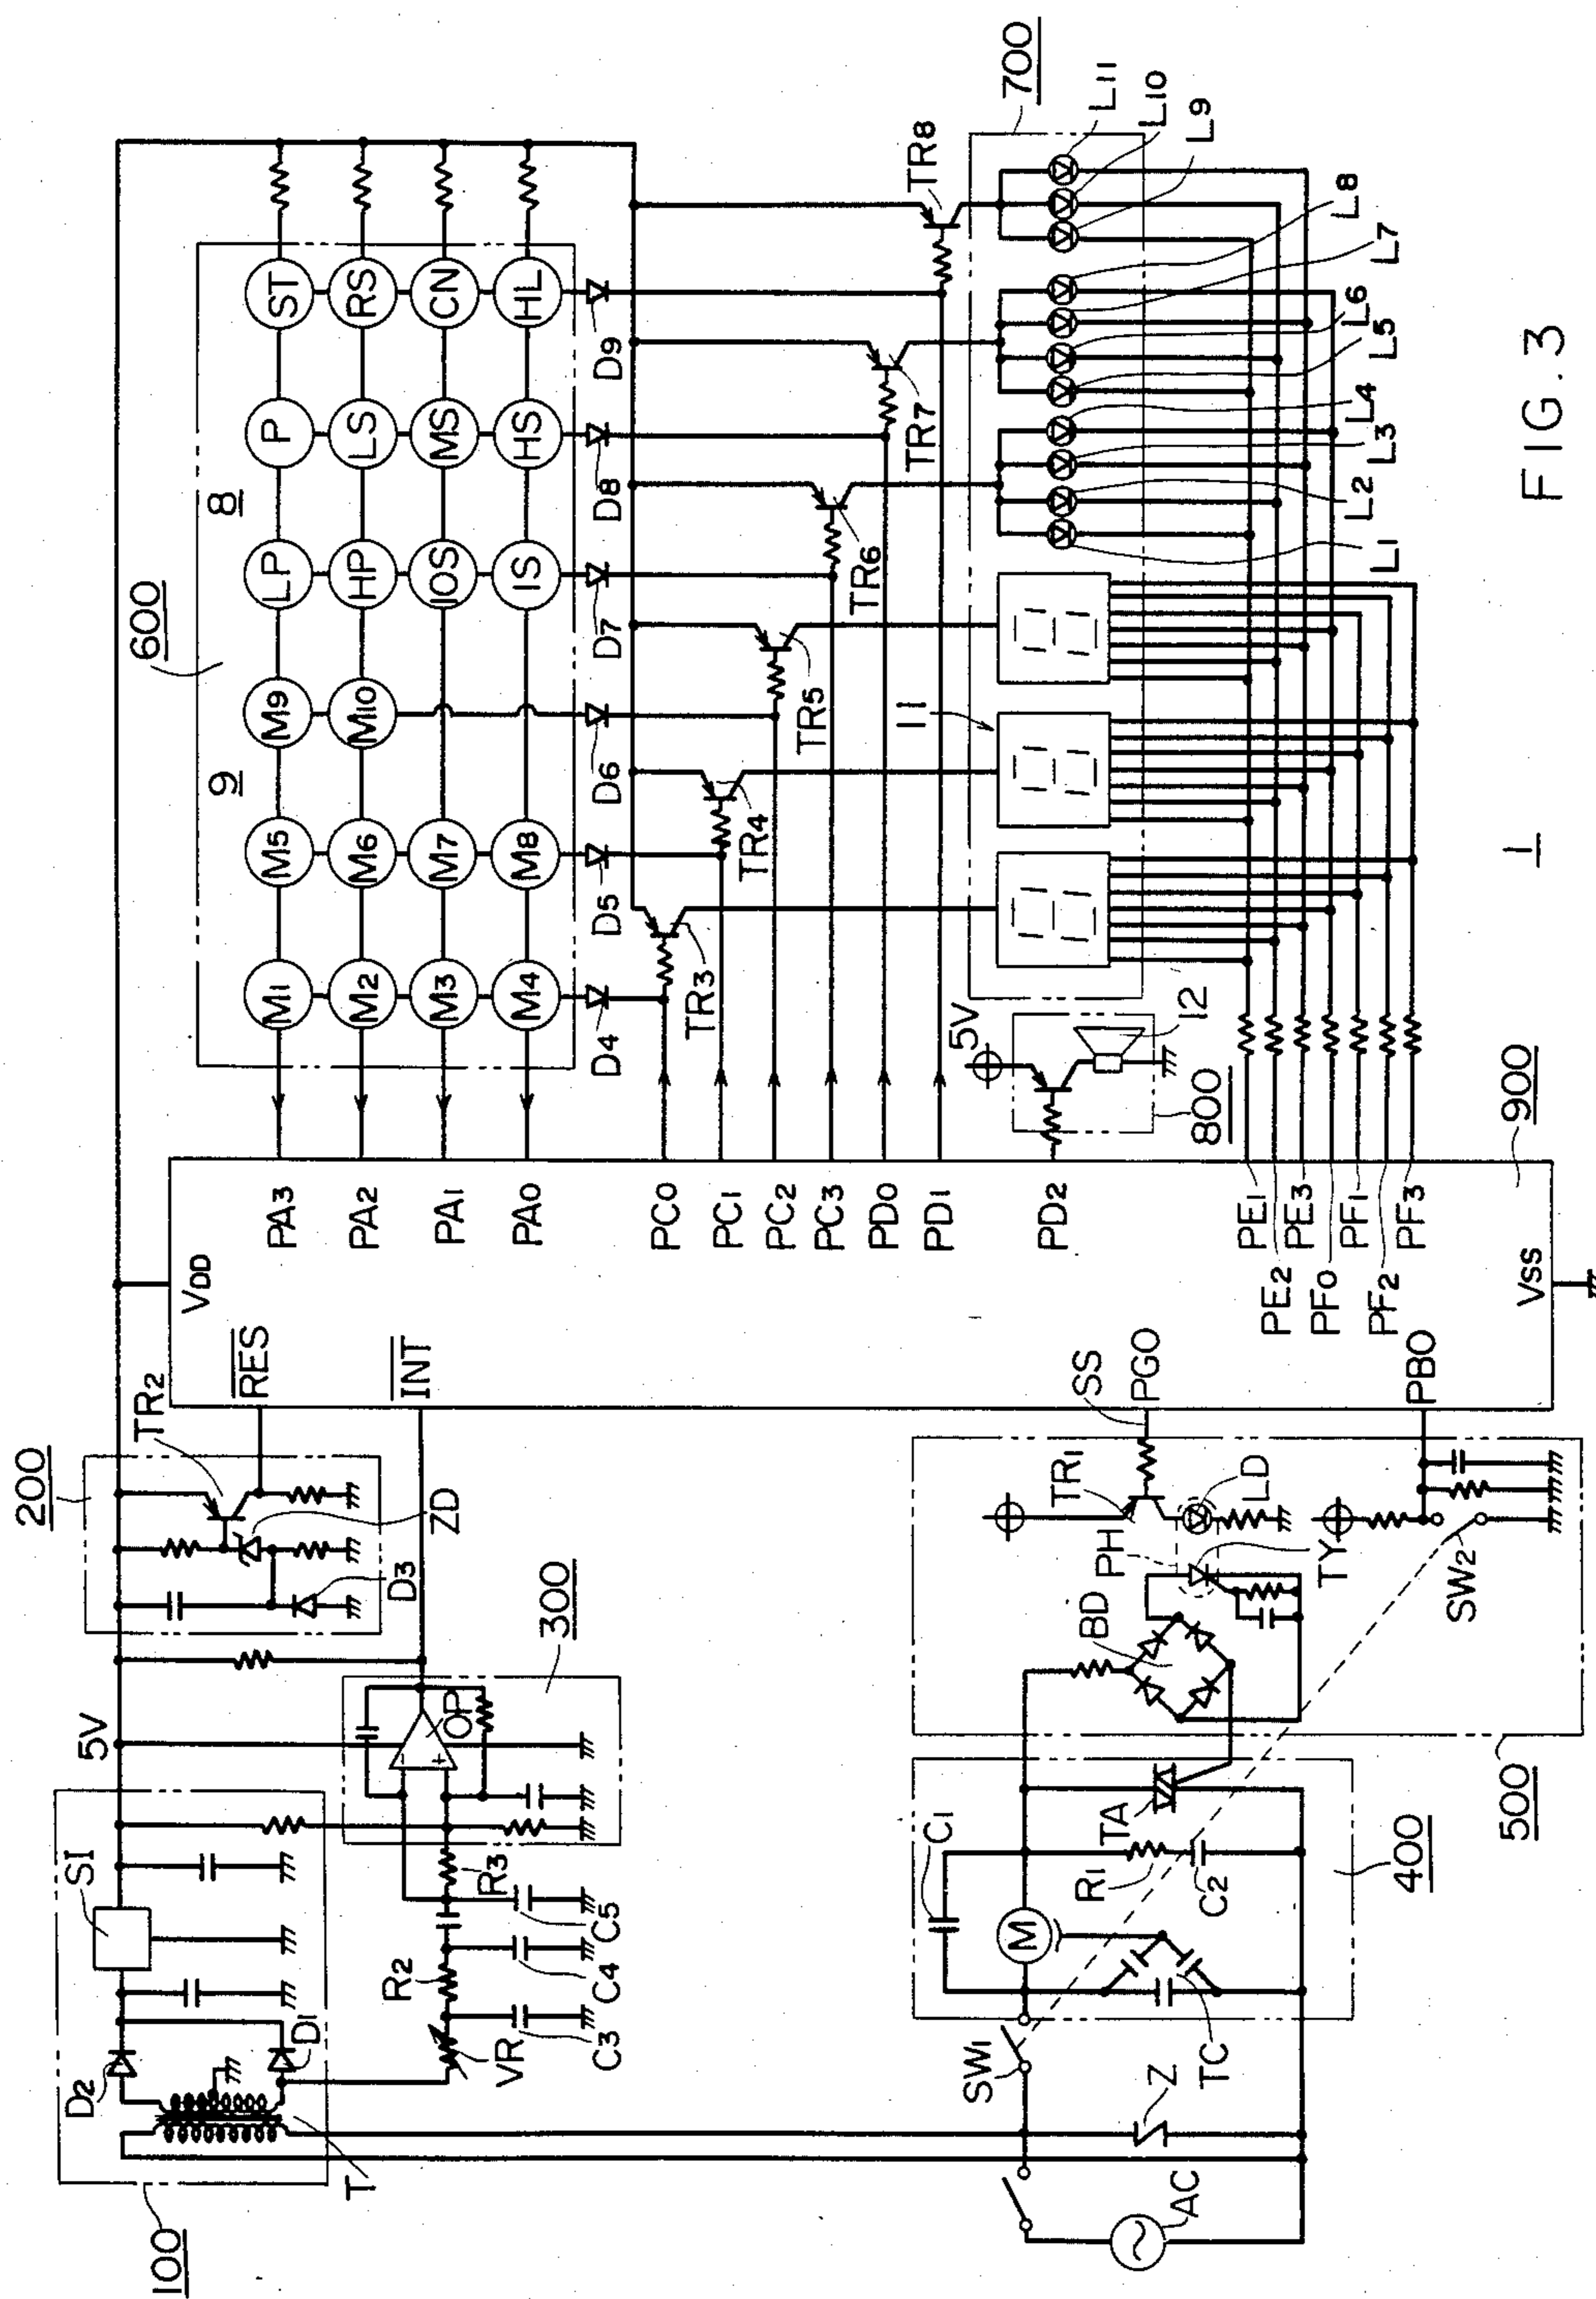 FIG.3
1
100
T
D2
D1
SI
5V
200
TR2
ZD
D3
VR
R2
C3
C4
C5
R3
300
OP
VDD
RES
INT
PA3
PA2
PA1
PA0
PC0
PC1
PC2
PC3
PD0
PD1
PD2
PE1
PE2
PE3
PF0
PF1
PF2
PF3
VSS
900
PG0
SS
PB0
600
9
8
M1
M5
M9
LP
P
ST
M2
M6
M10
HP
LS
RS
M3
M7
10S
MS
CN
M4
M8
1S
HS
HL
D4
D5
D6
D7
D8
D9
TR3
TR4
TR5
TR6
TR7
TR8
700
11
L1
L2
L3
L4
L5
L6
L7
L8
L9
L10
L11
5V
12
800
AC
Z
SW1
TC
M
C1
R1
C2
TA
400
500
BD
PH
TR1
LD
TY
SW2